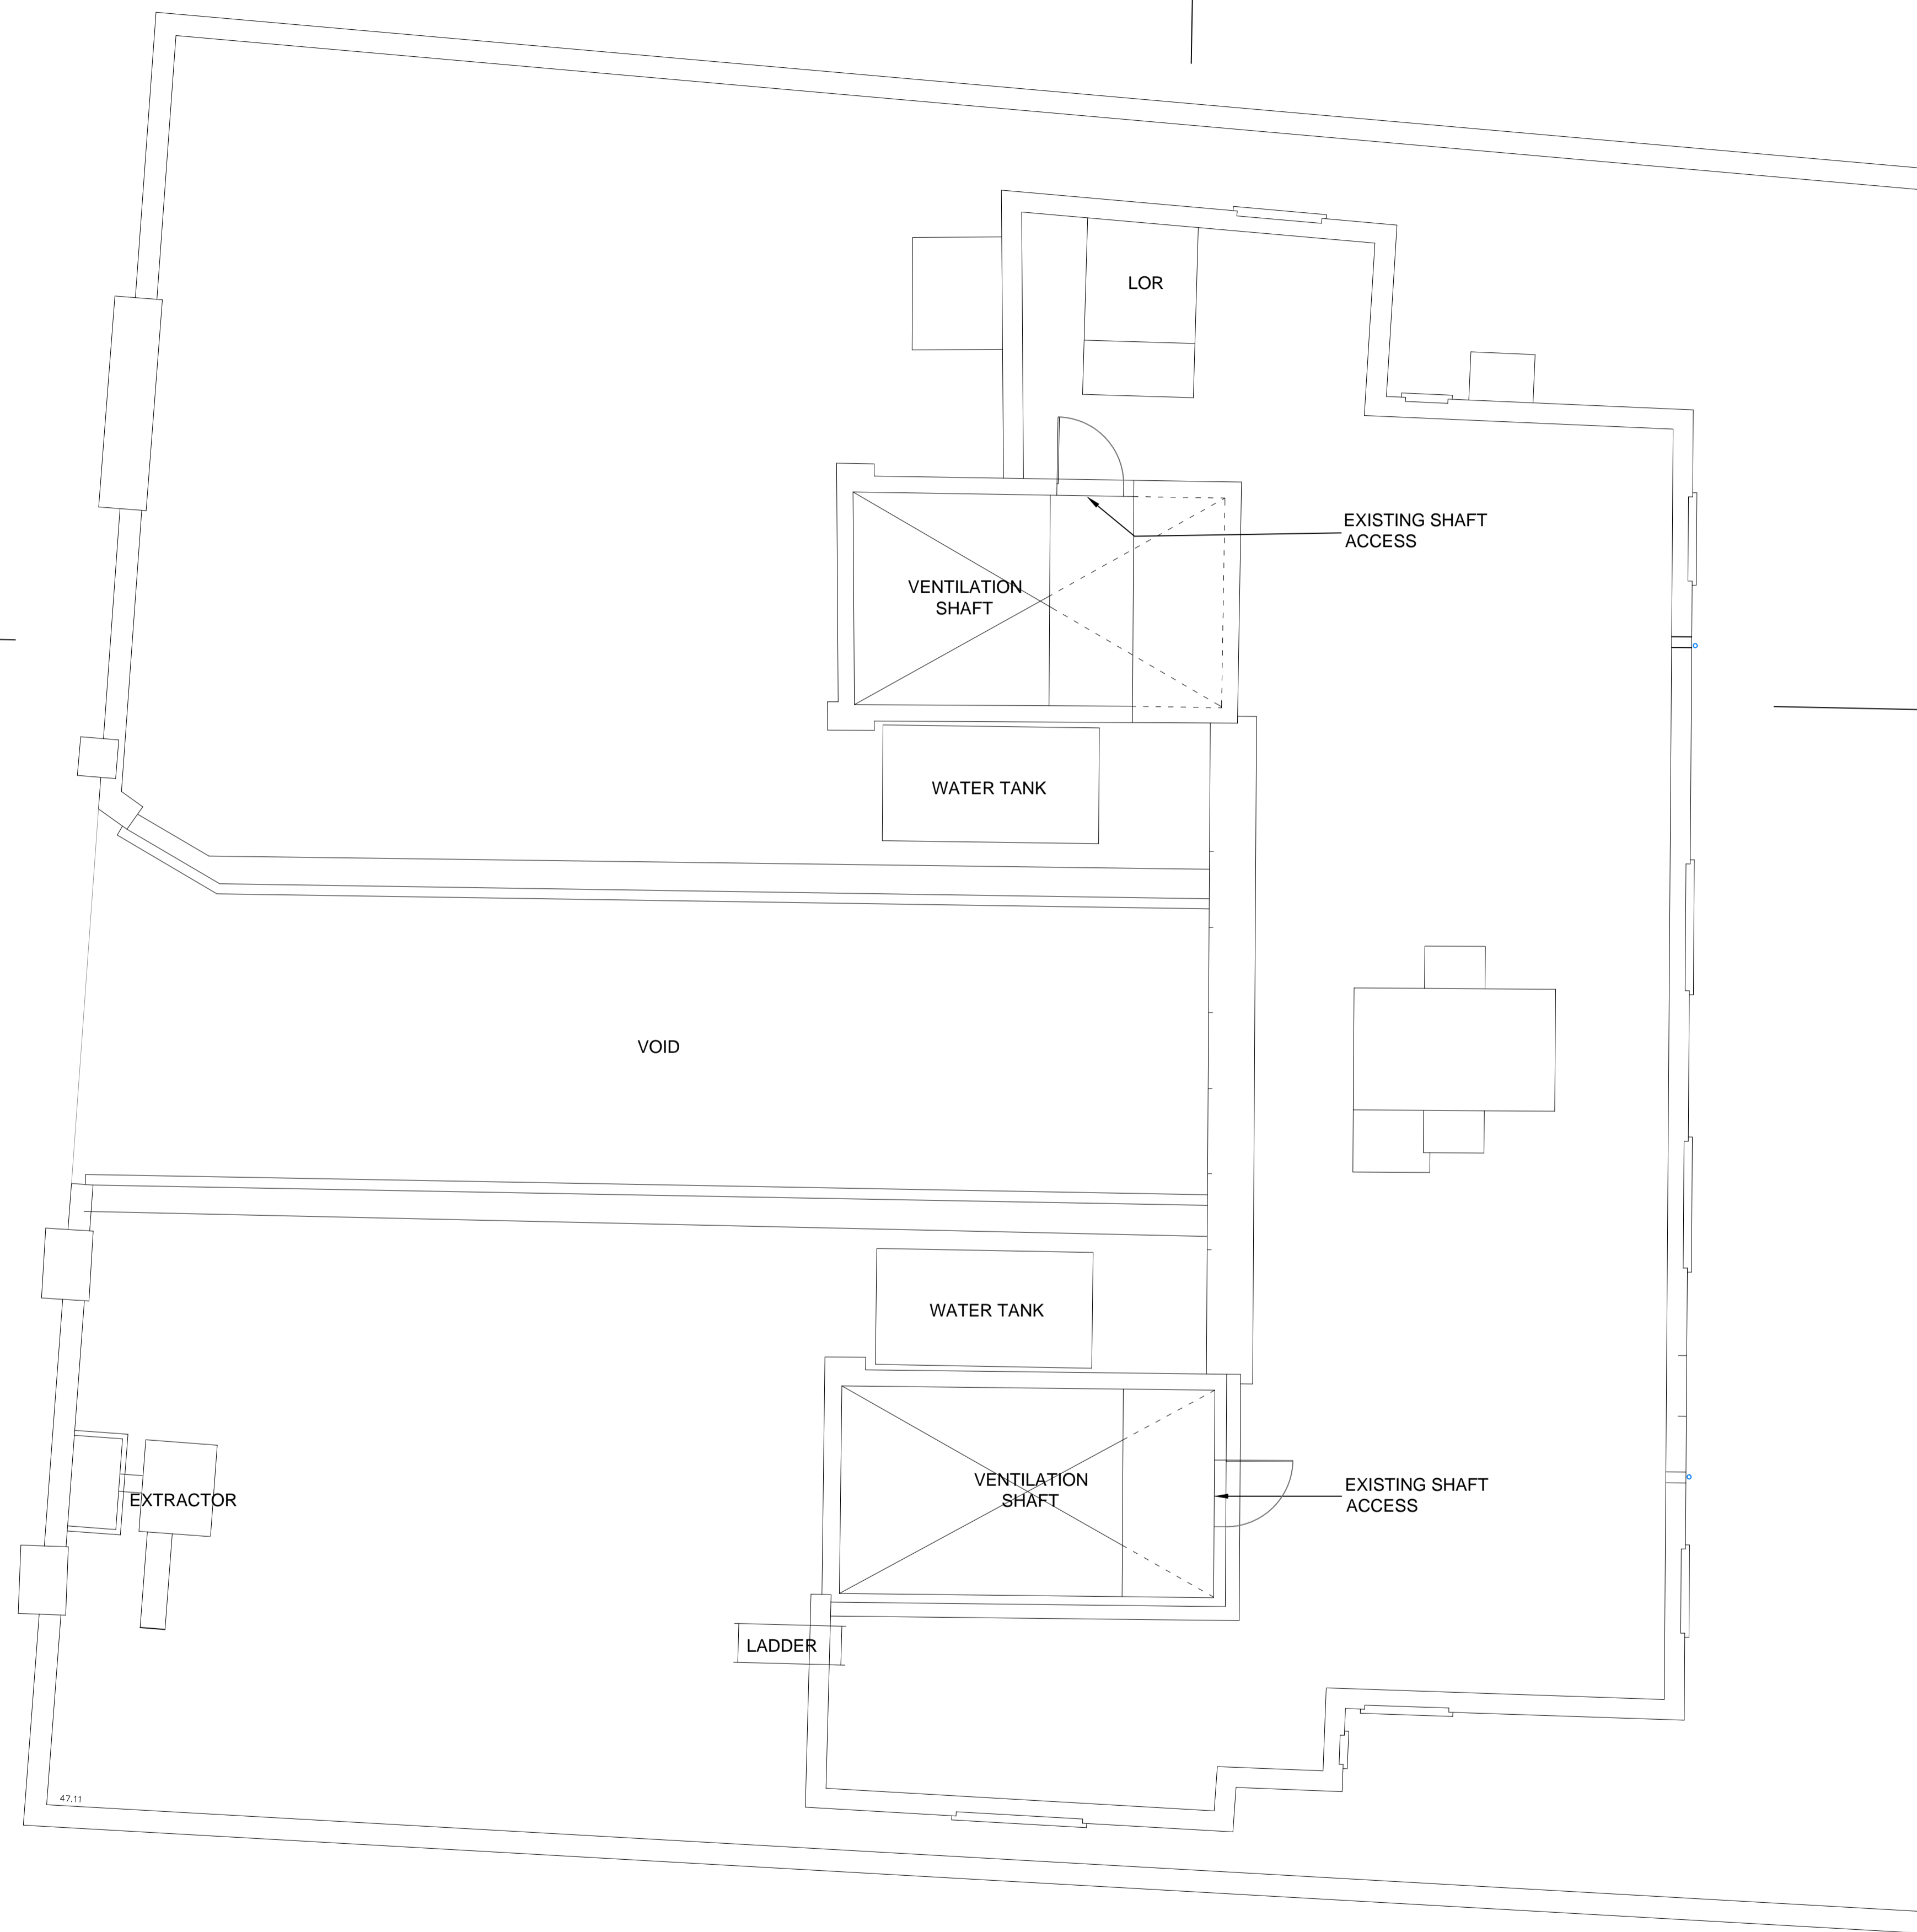 LOR
EXISTING SHAFT
ACCESS
VENTILATION
SHAFT
WATER TANK
VOID
WATER TANK
VENTILATION
SHAFT
EXISTING SHAFT
ACCESS
EXTRACTOR
LADDER
47.11